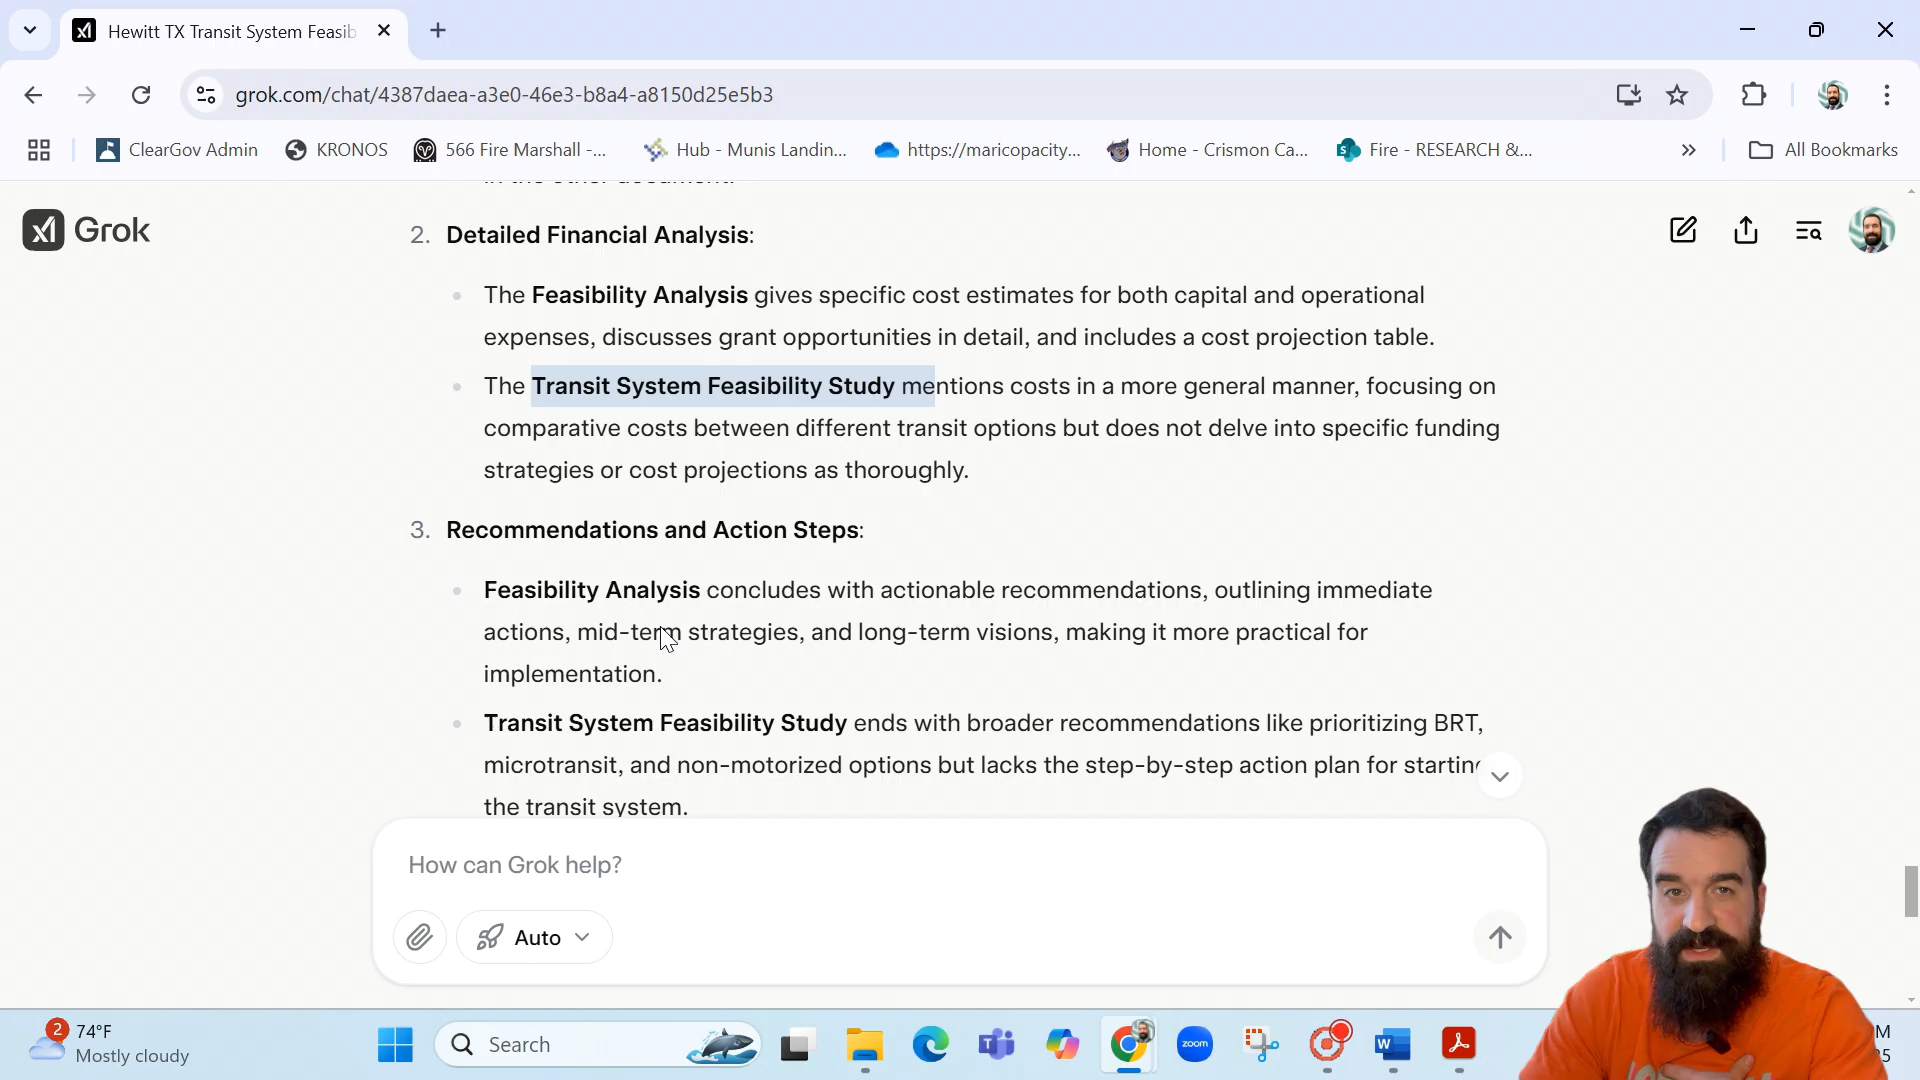 Hewitt TX Transit System Feasib
grok.com/chat/4387daea-a3e0-46e3-b8a4-a8150d25e5b3
ClearGov Admin
KRONOS
566 Fire Marshall -...
Hub - Munis Landin...
https://maricopacity...
Home - Crismon Ca...
Fire - RESEARCH &...
»
All Bookmarks
Grok
2. Detailed Financial Analysis:
The Feasibility Analysis gives specific cost estimates for both capital and operational
expenses, discusses grant opportunities in detail, and includes a cost projection table.
The Transit System Feasibility Study mentions costs in a more general manner, focusing on
comparative costs between different transit options but does not delve into specific funding
strategies or cost projections as thoroughly.
3. Recommendations and Action Steps:
Feasibility Analysis concludes with actionable recommendations, outlining immediate
actions, mid-term strategies, and long-term visions, making it more practical for
implementation.
Transit System Feasibility Study ends with broader recommendations like prioritizing BRT,
microtransit, and non-motorized options but lacks the step-by-step action plan for starting
the transit system.
How can Grok help?
Auto
2
74°F
Mostly cloudy
Search
zoom